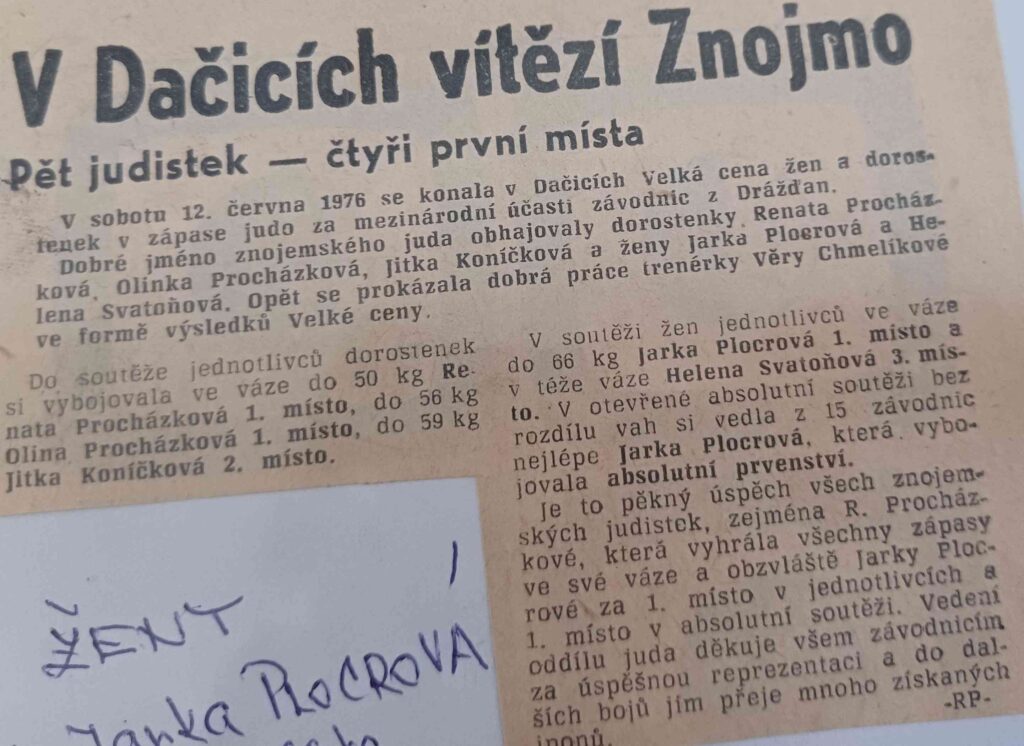 V Dačicích vítězí Znojmo
Pět judistek — čtyři první místa
V sobotu 12. června 1976 se konala v Dačicích Velká cena žen a doros-
tenek v zápase judo za mezinárodní účasti závodnic z Drážďan.
Dobré jméno znojemského juda obhajovaly dorostenky Renata Procház-
ková, Olinka Procházková, Jitka Koníčková a ženy Jarka Plocrová a He-
lena Svatoňová. Opět se prokázala dobrá práce trenérky Věry Chmelíkové
ve formě výsledků Velké ceny.
Do soutěže jednotlivců dorostenek
si vybojovala ve váze do 50 kg Re-
nata Procházková 1. místo, do 56 kg
Olina Procházková 1. místo, do 59 kg
Jitka Koníčková 2. místo.
V soutěži žen jednotlivců ve váze
do 66 kg Jarka Plocrová 1. místo a
v téže váze Helena Svatoňová 3. mís-
to. V otevřené absolutní soutěži bez
rozdílu vah si vedla z 15 závodnic
nejlépe Jarka Plocrová, která vybo-
jovala absolutní prvenství.
Je to pěkný úspěch všech znojem-
ských judistek, zejména R. Procház-
kové, která vyhrála všechny zápasy
ve své váze a obzvláště Jarky Ploc-
rové za 1. místo v jednotlivcích a
1. místo v absolutní soutěži. Vedení
oddílu juda děkuje všem závodnicím
za úspěšnou reprezentaci a do dal-
ších bojů jim přeje mnoho získaných
ipponů.
-RP-
ŽENY
Janka PLOCROVÁ